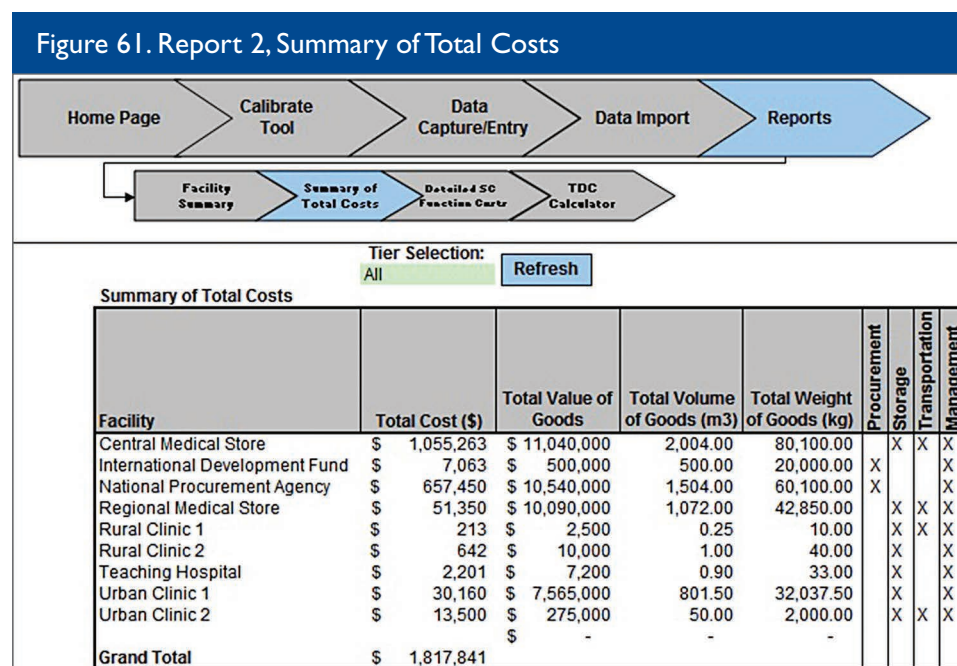 Figure 61. Report 2, Summary of Total Costs
Home Page
Calibrate
Tool
Data
Capture/Entry
Data Import
Reports
Facility
Summary
Summary of
Total Costs
Detailed SC
Function Costs
TDC
Calculator
Tier Selection:
All
Refresh
Summary of Total Costs
Facility Total Cost ($) Total Value of Goods Total Volume of Goods (m3) Total Weight of Goods (kg) Procurement Storage Transportation Management
Central Medical Store $ 1,055,263 $ 11,040,000 2,004.00 80,100.00 X X X
International Development Fund $ 7,063 $ 500,000 500.00 20,000.00 X X
National Procurement Agency $ 657,450 $ 10,540,000 1,504.00 60,100.00 X X
Regional Medical Store $ 51,350 $ 10,090,000 1,072.00 42,850.00 X X X
Rural Clinic 1 $ 213 $ 2,500 0.25 10.00 X X X
Rural Clinic 2 $ 642 $ 10,000 1.00 40.00 X X
Teaching Hospital $ 2,201 $ 7,200 0.90 33.00 X X
Urban Clinic 1 $ 30,160 $ 7,565,000 801.50 32,037.50 X X
Urban Clinic 2 $ 13,500 $ 275,000 50.00 2,000.00 X X X
$ - - -
Grand Total $ 1,817,841